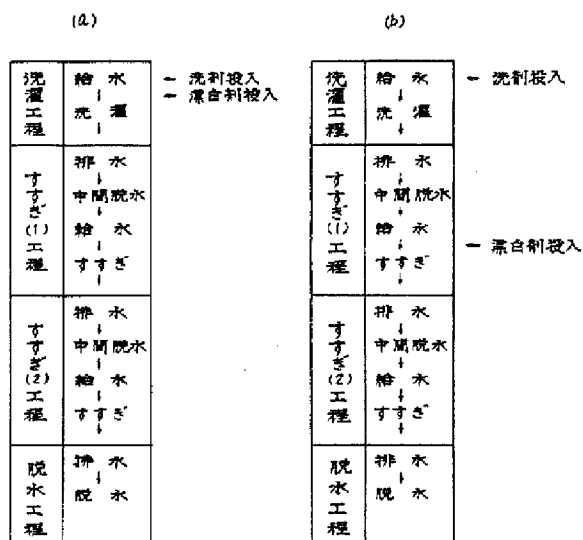 (a)
洗濯工程
給水
↓
洗濯
↓
← 洗剤投入
← 漂白剤投入
すすぎ(1)工程
排水
↓
中間脱水
↓
給水
↓
すすぎ
↓
すすぎ(2)工程
排水
↓
中間脱水
↓
給水
↓
すすぎ
↓
脱水工程
排水
↓
脱水
(b)
洗濯工程
給水
↓
洗濯
↓
← 洗剤投入
すすぎ(1)工程
排水
↓
中間脱水
↓
給水
↓
すすぎ
↓
← 漂白剤投入
すすぎ(2)工程
排水
↓
中間脱水
↓
給水
↓
すすぎ
↓
脱水工程
排水
↓
脱水